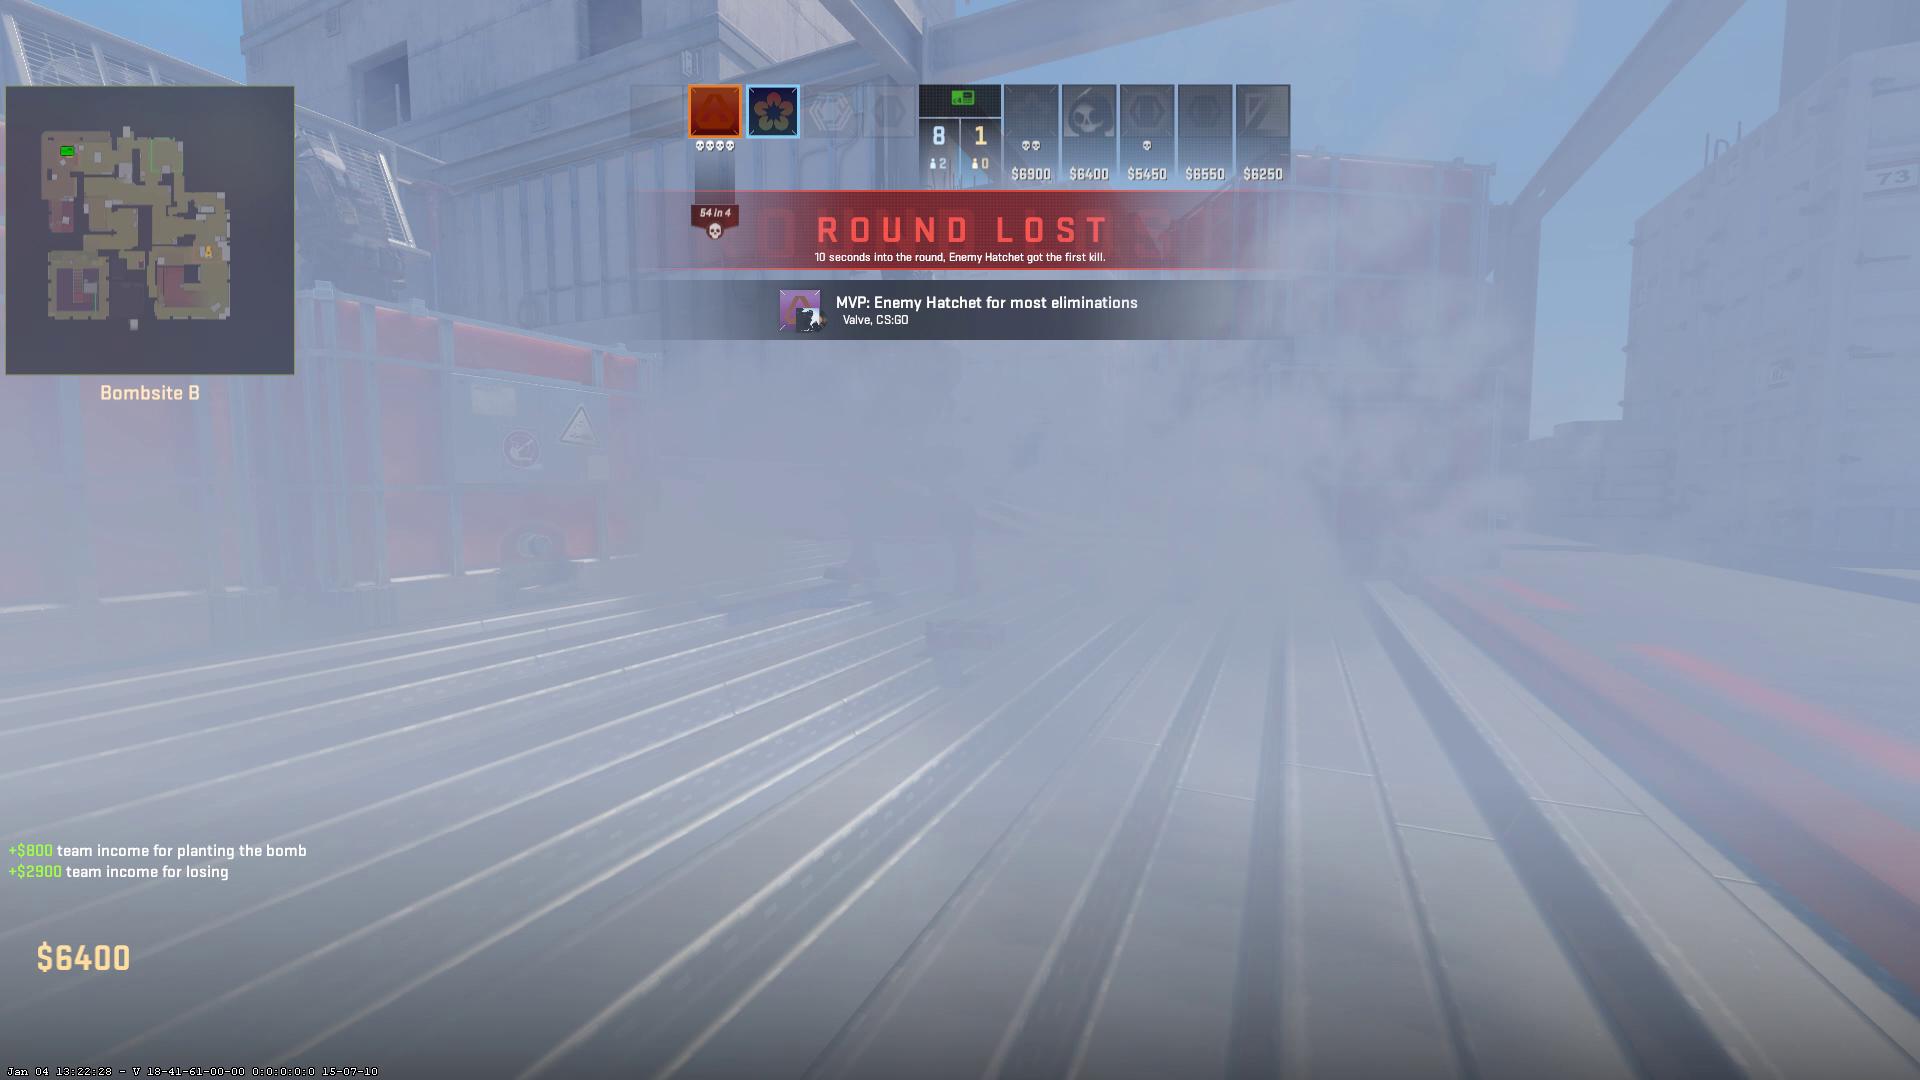 8 1
2 0
$6900 $6400 $5450 $6550 $6250
54 in 4
ROUND LOST
10 seconds into the round, Enemy Hatchet got the first kill.
MVP: Enemy Hatchet for most eliminations
Valve, CS:GO
73
Bombsite B
A
+$800 team income for planting the bomb
+$2900 team income for losing
$6400
Jan 04 13:22:28 - V 18-41-61-00-00 0:0:0:0:0 15-07-10